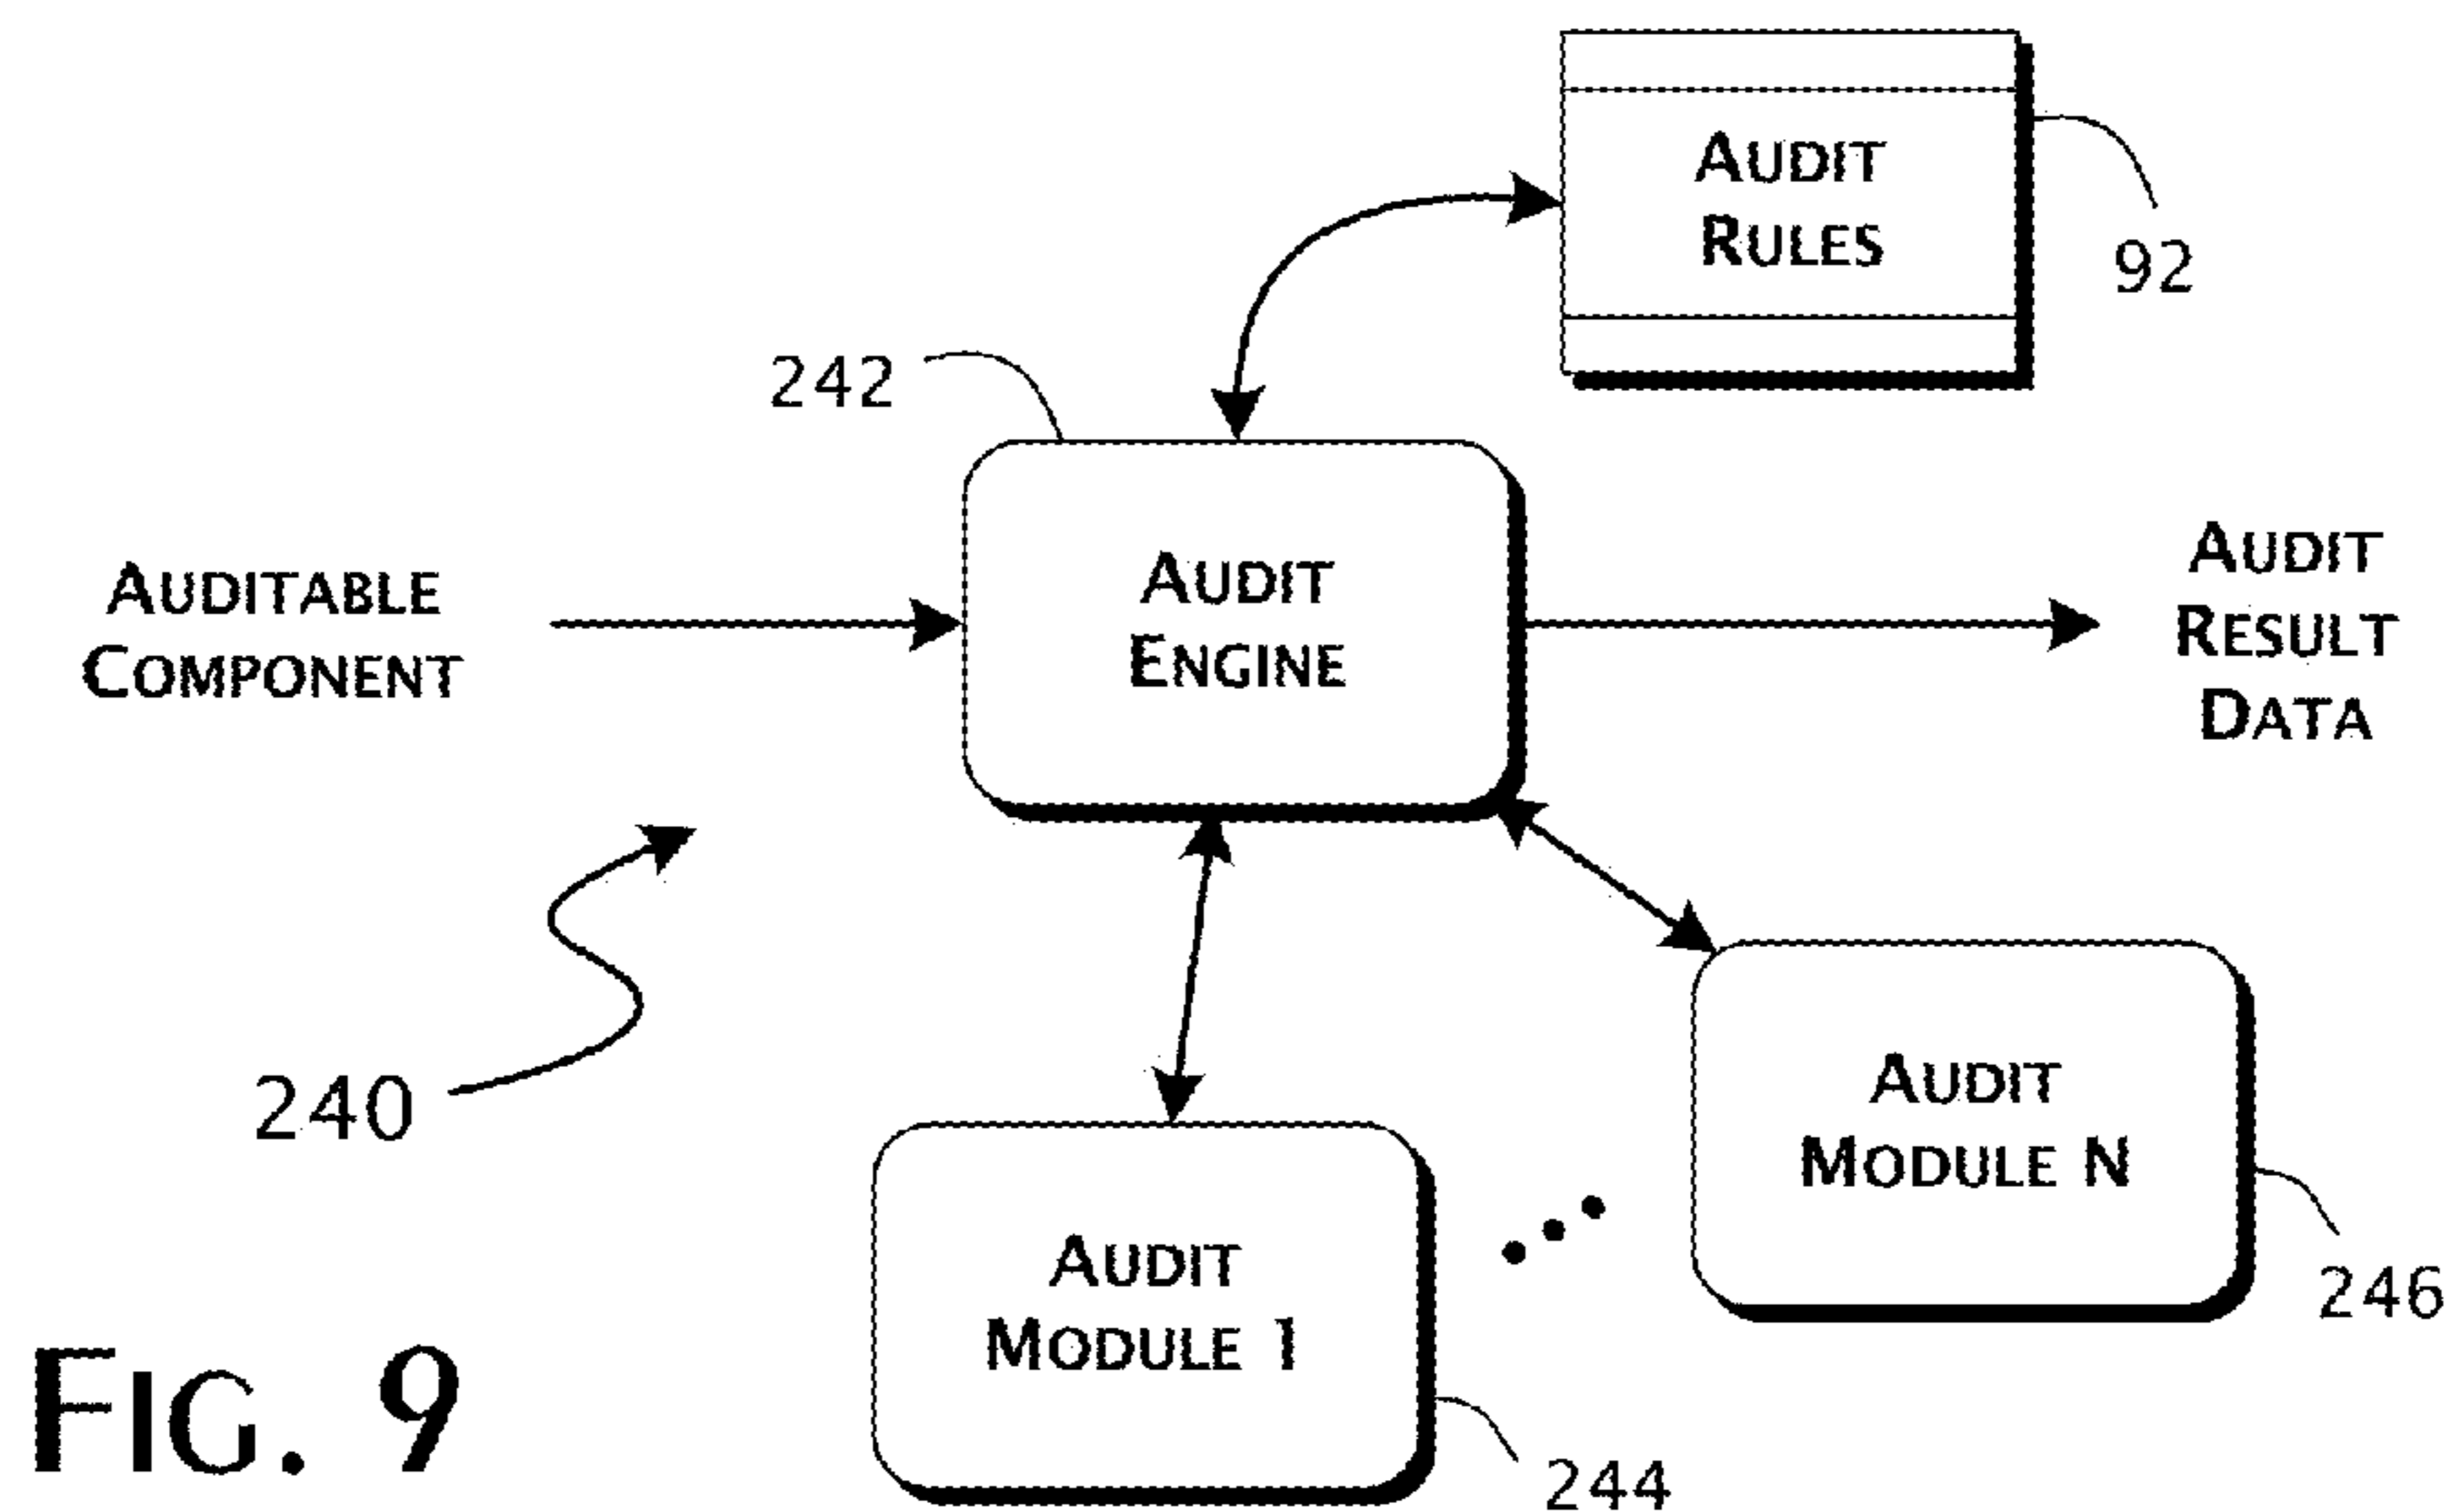 AUDIT
RULES
92
242
AUDITABLE
COMPONENT
AUDIT
ENGINE
AUDIT
RESULT
DATA
240
AUDIT
MODULE N
246
AUDIT
MODULE 1
244
FIG. 9